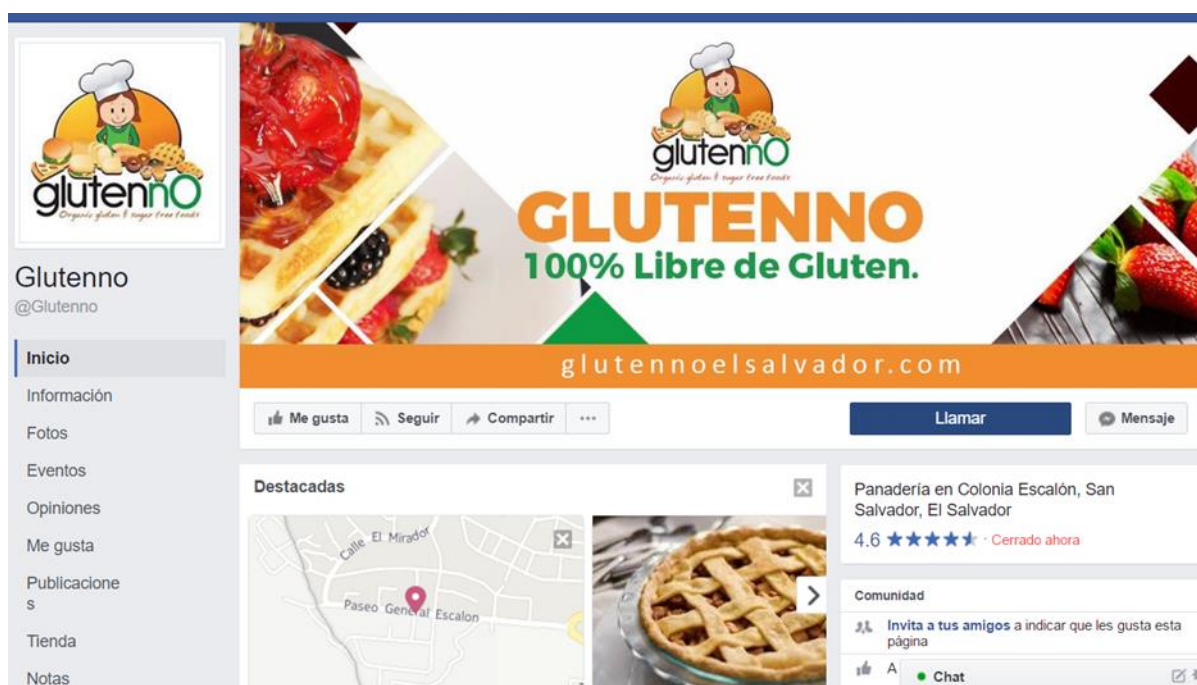 glutennO
Organic gluten & sugar free foods
Glutenno
@Glutenno
Inicio
Información
Fotos
Eventos
Opiniones
Me gusta
Publicacione
s
Tienda
Notas
glutennO
Organic gluten & sugar free foods
GLUTENNO
100% Libre de Gluten.
glutennoelsalvador.com
Me gusta
Seguir
Compartir
Llamar
Mensaje
Destacadas
Calle El Mirador
Paseo General Escalon
Panadería en Colonia Escalón, San
Salvador, El Salvador
4.6 ★★★★★ · Cerrado ahora
Comunidad
Invita a tus amigos a indicar que les gusta esta
página
A
Chat